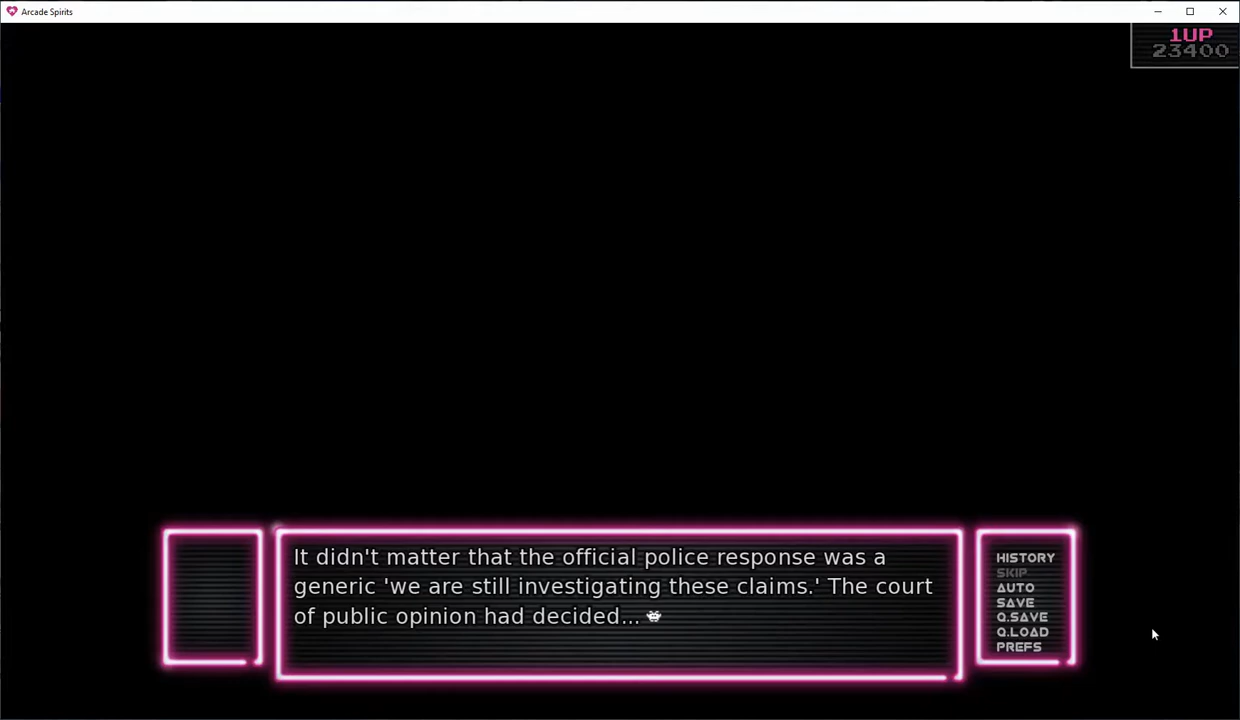 Arcade Spirits
1UP
23400
It didn't matter that the official police response was a
generic 'we are still investigating these claims.' The court
of public opinion had decided...
HISTORY
SKIP
AUTO
SAVE
Q.SAVE
Q.LOAD
PREFS